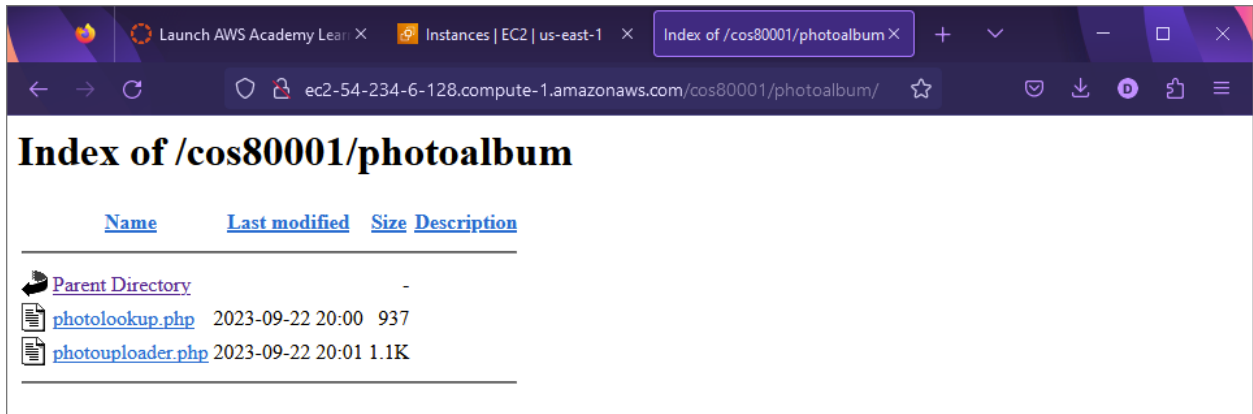 Launch AWS Academy Lear Instances | EC2 | us-east-1 Index of /cos80001/photoalbum
ec2-54-234-6-128.compute-1.amazonaws.com/cos80001/photoalbum/ D
Index of /cos80001/photoalbum
Name Last modified Size Description
Parent Directory -
photolookup.php 2023-09-22 20:00 937
photouploader.php 2023-09-22 20:01 1.1K